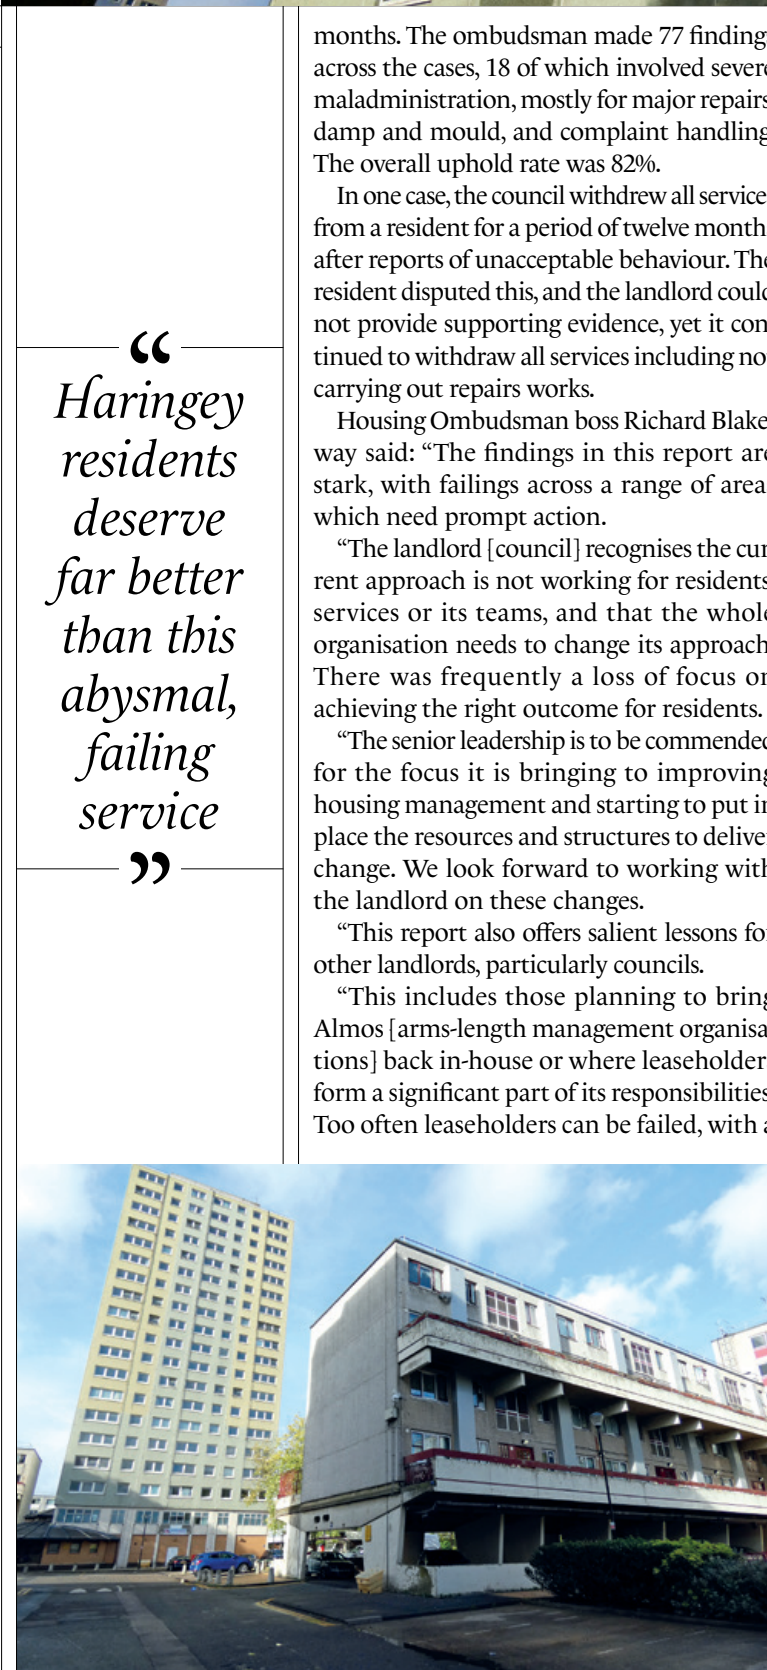 months. The ombudsman made 77 finding
across the cases, 18 of which involved severe
maladministration, mostly for major repairs
damp and mould, and complaint handling
The overall uphold rate was 82%.
In one case, the council withdrew all service
from a resident for a period of twelve month
after reports of unacceptable behaviour. The
resident disputed this, and the landlord could
not provide supporting evidence, yet it con
tinued to withdraw all services including no
carrying out repairs works.
Housing Ombudsman boss Richard Blake
way said: “The findings in this report are
stark, with failings across a range of area
which need prompt action.
“The landlord [council] recognises the cur
rent approach is not working for residents
services or its teams, and that the whole
organisation needs to change its approach
There was frequently a loss of focus on
achieving the right outcome for residents.
“The senior leadership is to be commended
for the focus it is bringing to improving
housing management and starting to put in
place the resources and structures to deliver
change. We look forward to working with
the landlord on these changes.
“This report also offers salient lessons for
other landlords, particularly councils.
“This includes those planning to bring
Almos [arms-length management organisa
tions] back in-house or where leaseholder
form a significant part of its responsibilities
Too often leaseholders can be failed, with a
“
Haringey
residents
deserve
far better
than this
abysmal,
failing
service
”